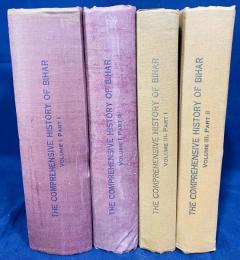 THE COMPREHENSIVE HISTORY OF BIHAR
VOLUME I PART I
THE COMPREHENSIVE HISTORY OF BIHAR
VOLUME I PART II
THE COMPREHENSIVE HISTORY OF BIHAR
VOLUME II. PART I
THE COMPREHENSIVE HISTORY OF BIHAR
VOLUME III. PART II